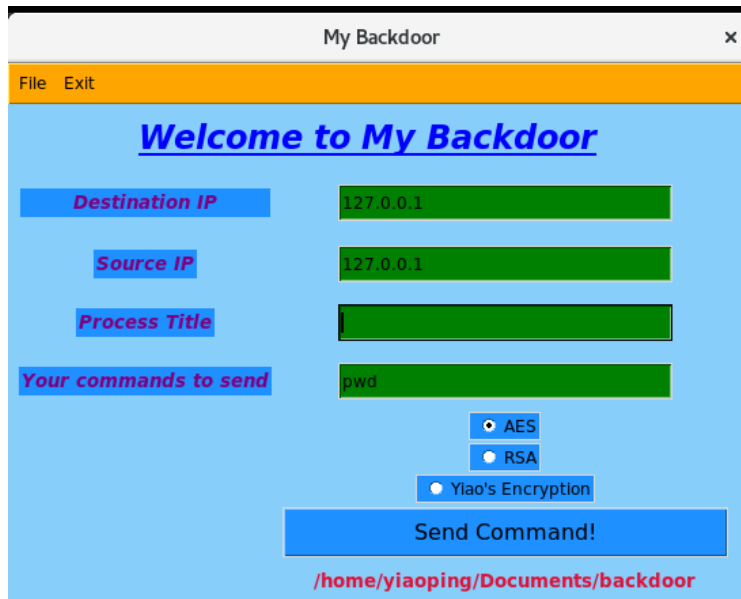 My Backdoor ×
File Exit
Welcome to My Backdoor
Destination IP 127.0.0.1
Source IP 127.0.0.1
Process Title
Your commands to send pwd
AES
RSA
Yiao's Encryption
Send Command!
/home/yiaoping/Documents/backdoor